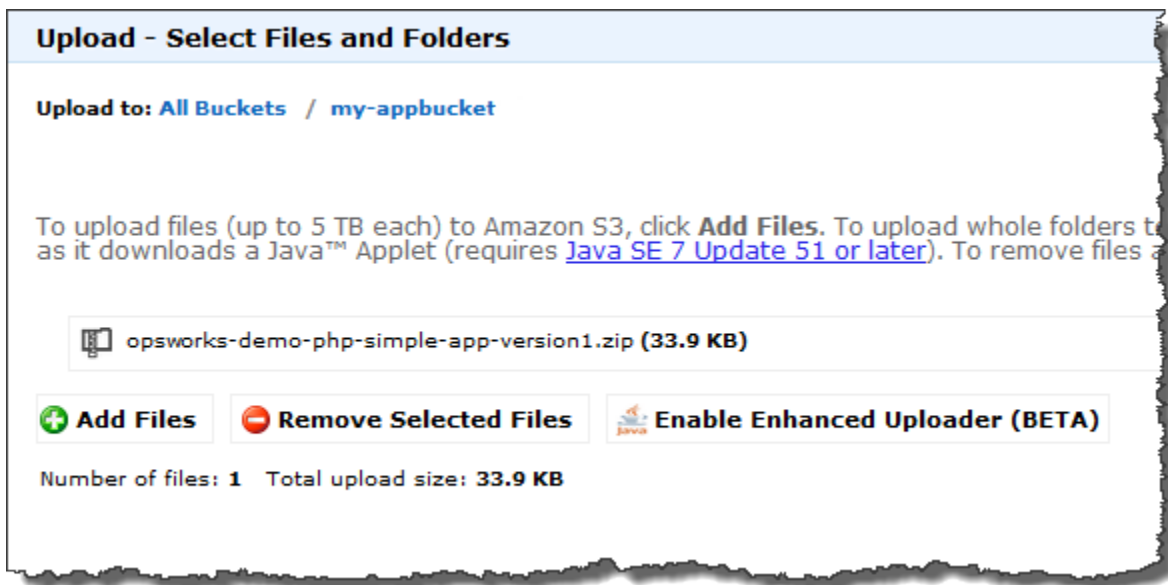 Upload - Select Files and Folders
Upload to: All Buckets / my-appbucket
To upload files (up to 5 TB each) to Amazon S3, click Add Files. To upload whole folders
as it downloads a Java™ Applet (requires Java SE 7 Update 51 or later). To remove files
opsworks-demo-php-simple-app-version1.zip (33.9 KB)
Add Files Remove Selected Files Java Enable Enhanced Uploader (BETA)
Number of files: 1 Total upload size: 33.9 KB